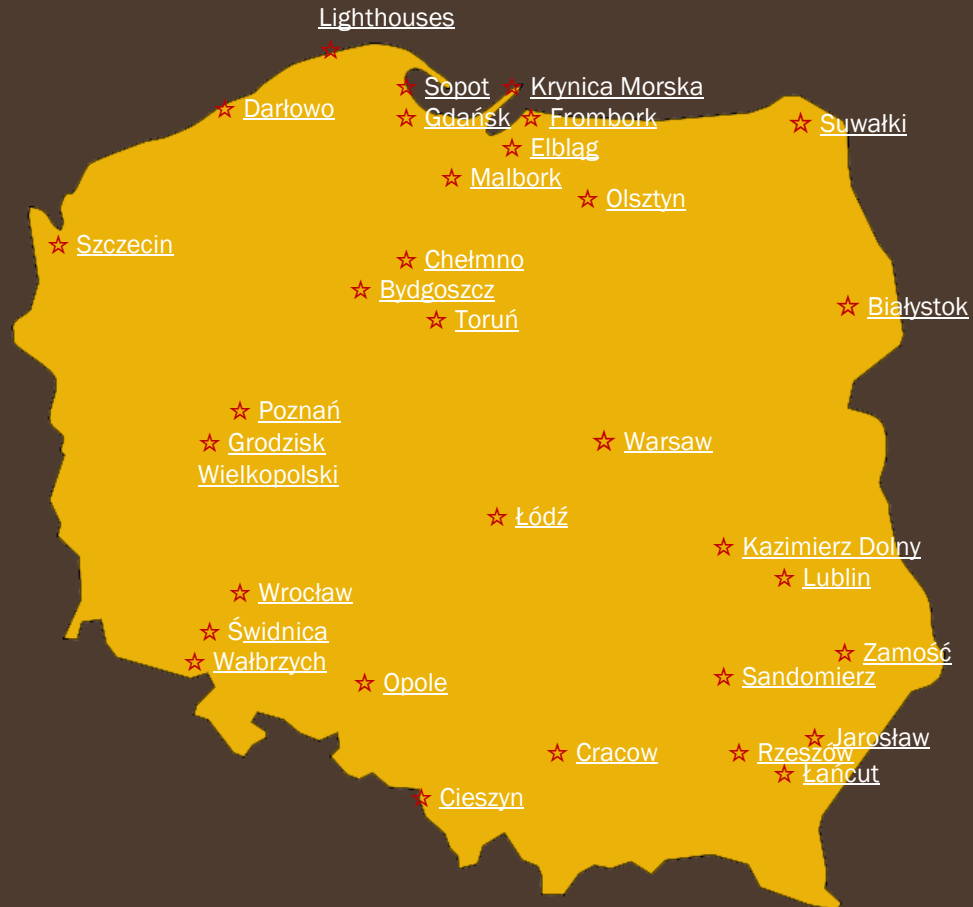 Lighthouses
Sopot
Krynica Morska
Darłowo
Gdańsk
Frombork
Suwałki
Elbląg
Malbork
Olsztyn
Szczecin
Chełmno
Bydgoszcz
Białystok
Toruń
Poznań
Grodzisk
Wielkopolski
Warsaw
Łódź
Kazimierz Dolny
Lublin
Wrocław
Świdnica
Zamość
Wałbrzych
Sandomierz
Opole
Jarosław
Cracow
Rzeszów
Łańcut
Cieszyn